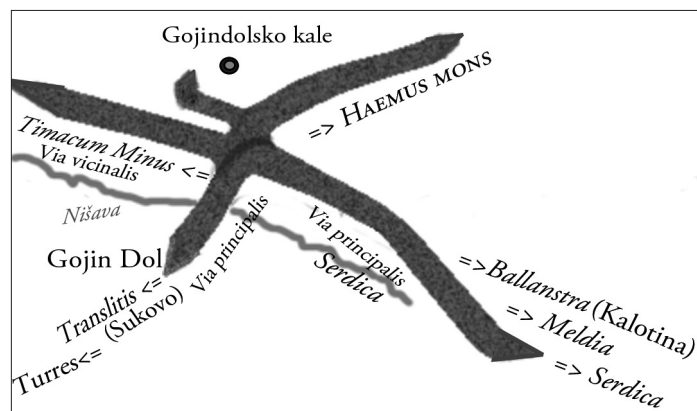 Gojindolsko kale
=> HAEMUS MONS
Timacum Minus <=
Via vicinalis
Nišava
Via principalis
Via principalis
Serdica
Gojin Dol
Translitis <=
(Sukovo)
Turres<=
=>Ballanstra (Kalotina)
=> Meldia
=> Serdica